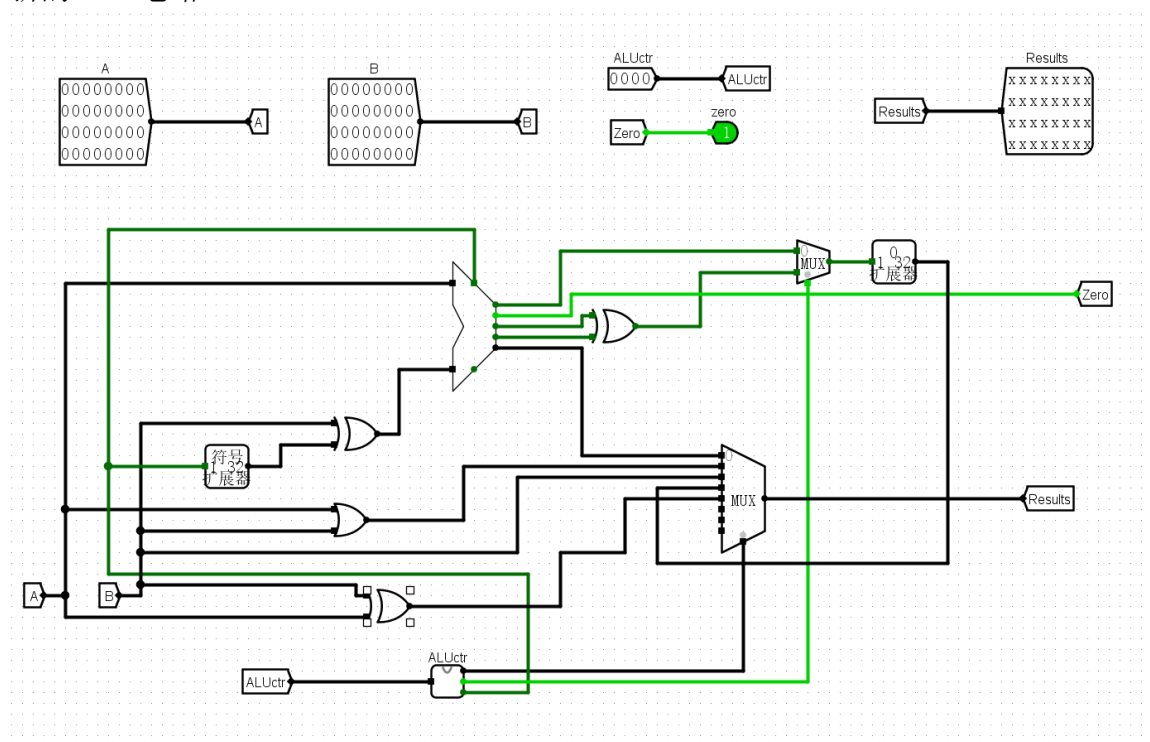 A
00000000
00000000
00000000
00000000
A
B
00000000
00000000
00000000
00000000
B
ALUctr
0000
ALUctr
Zero
zero
1
Results
Results
xxxxxxxx
xxxxxxxx
xxxxxxxx
xxxxxxxx
0
MUX
0
1 32
扩展器
Zero
符号
1 32
扩展器
0
MUX
Results
A
B
ALUctr
ALUctr